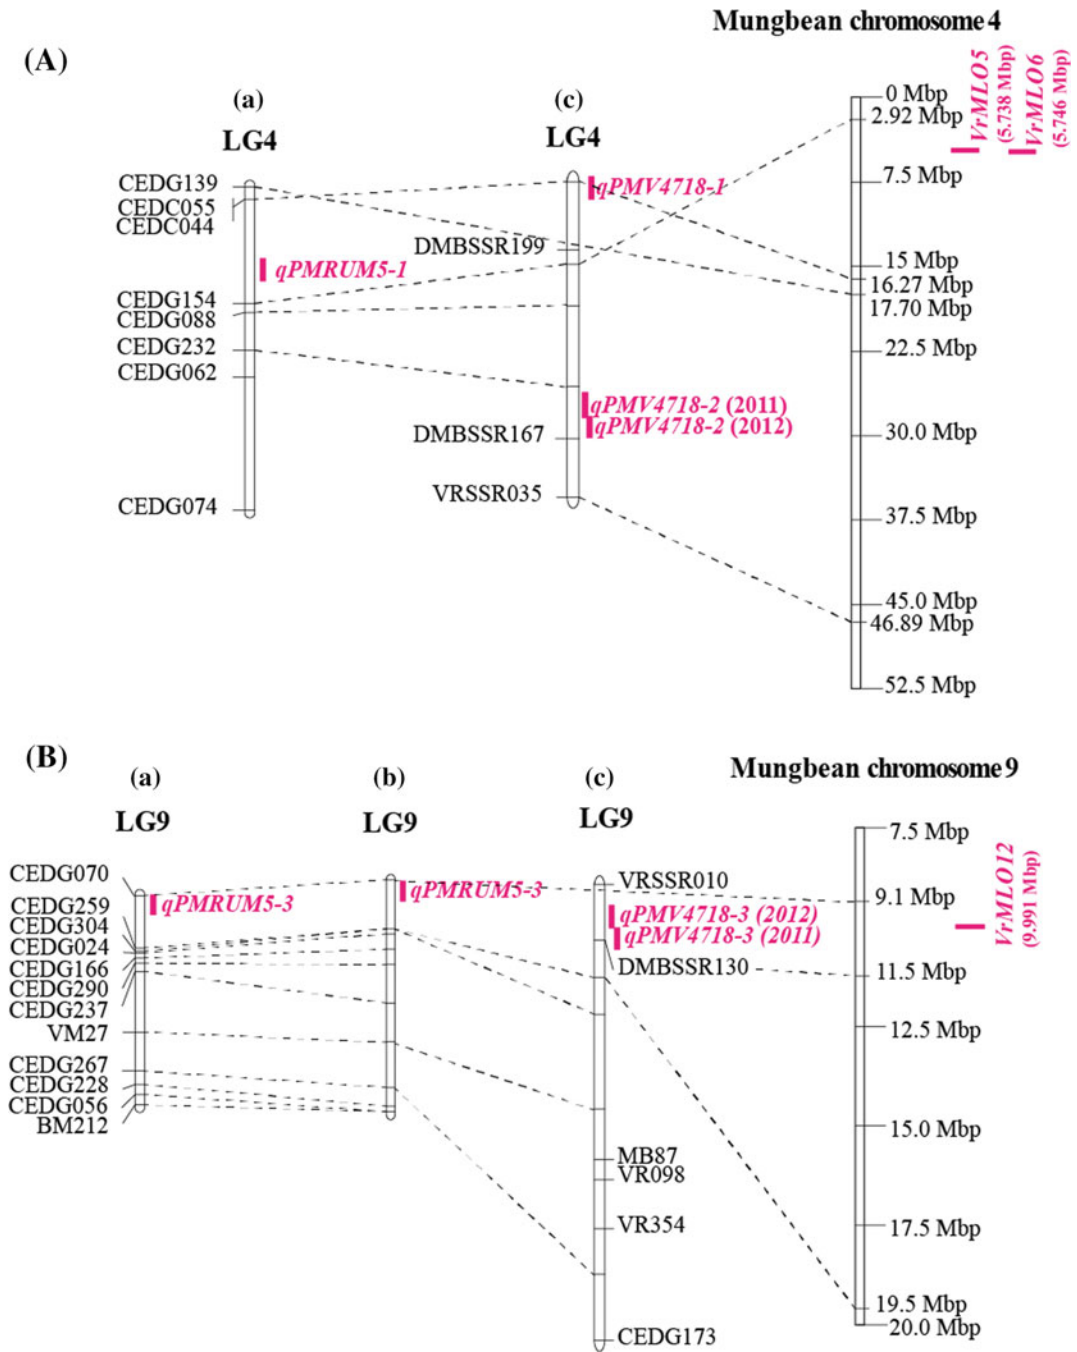 Mungbean chromosome 4
(A)
(a)
LG4
CEDG139
CEDC055
CEDC044
qPMRUM5-1
CEDG154
CEDG088
CEDG232
CEDG062
CEDG074
(c)
LG4
qPMV4718-1
DMBSSR199
qPMV4718-2 (2011)
qPMV4718-2 (2012)
DMBSSR167
VRSSR035
0 Mbp
2.92 Mbp
7.5 Mbp
15 Mbp
16.27 Mbp
17.70 Mbp
22.5 Mbp
30.0 Mbp
37.5 Mbp
45.0 Mbp
46.89 Mbp
52.5 Mbp
VrMLO5
(5.738 Mbp)
VrMLO6
(5.746 Mbp)
(B)
Mungbean chromosome 9
(a)
LG9
CEDG070
qPMRUM5-3
CEDG259
CEDG304
CEDG024
CEDG166
CEDG290
CEDG237
VM27
CEDG267
CEDG228
CEDG056
BM212
(b)
LG9
qPMRUM5-3
(c)
LG9
VRSSR010
qPMV4718-3 (2012)
qPMV4718-3 (2011)
DMBSSR130
MB87
VR098
VR354
CEDG173
7.5 Mbp
9.1 Mbp
11.5 Mbp
12.5 Mbp
15.0 Mbp
17.5 Mbp
19.5 Mbp
20.0 Mbp
VrMLO12
(9.991 Mbp)